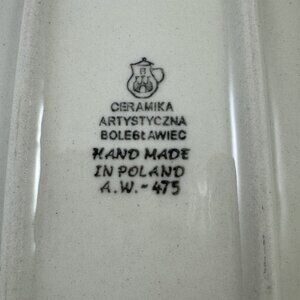 CERAMIKA
ARTYSTYCZNA
BOLESŁAWIEC
HAND MADE
IN POLAND
A.W.-475